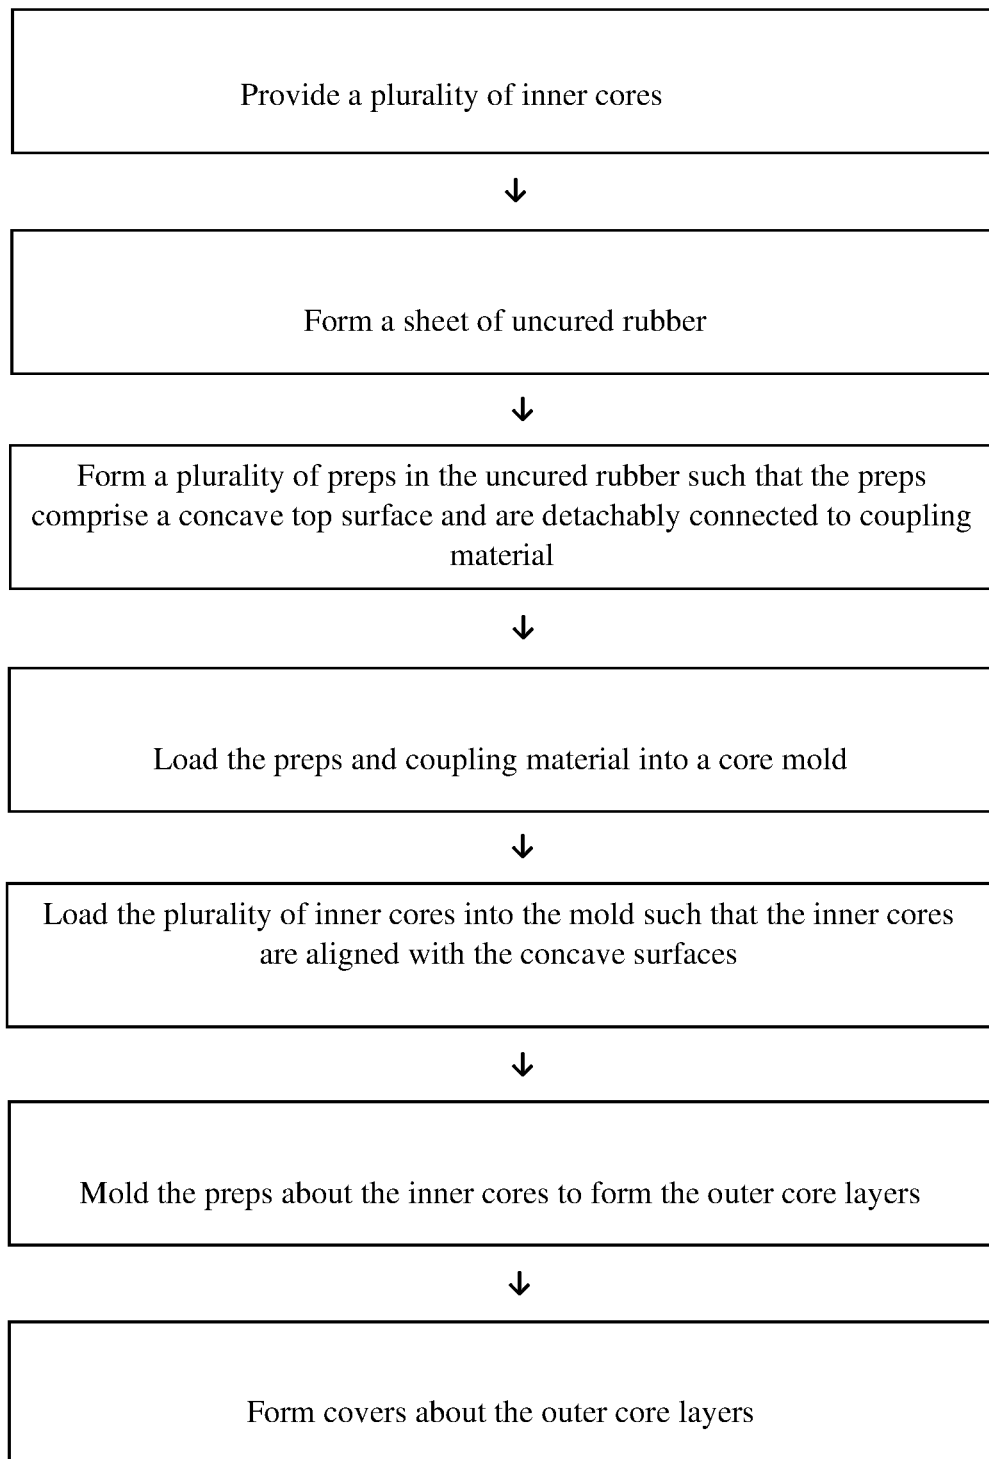 Provide a plurality of inner cores
↓
Form a sheet of uncured rubber
↓
Form a plurality of preps in the uncured rubber such that the preps
comprise a concave top surface and are detachably connected to coupling
material
↓
Load the preps and coupling material into a core mold
↓
Load the plurality of inner cores into the mold such that the inner cores
are aligned with the concave surfaces
↓
Mold the preps about the inner cores to form the outer core layers
↓
Form covers about the outer core layers